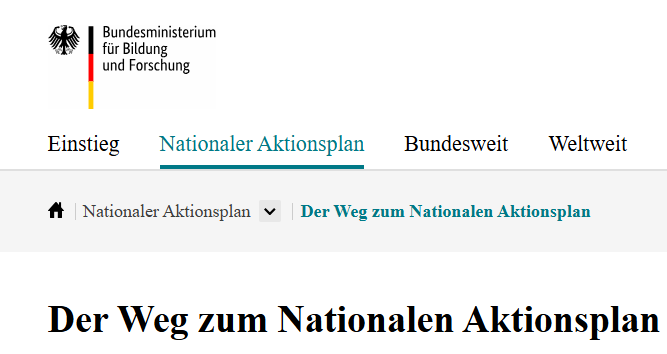 Bundesministerium
für Bildung
und Forschung
Einstieg Nationaler Aktionsplan Bundesweit Weltweit
Nationaler Aktionsplan Der Weg zum Nationalen Aktionsplan
Der Weg zum Nationalen Aktionsplan